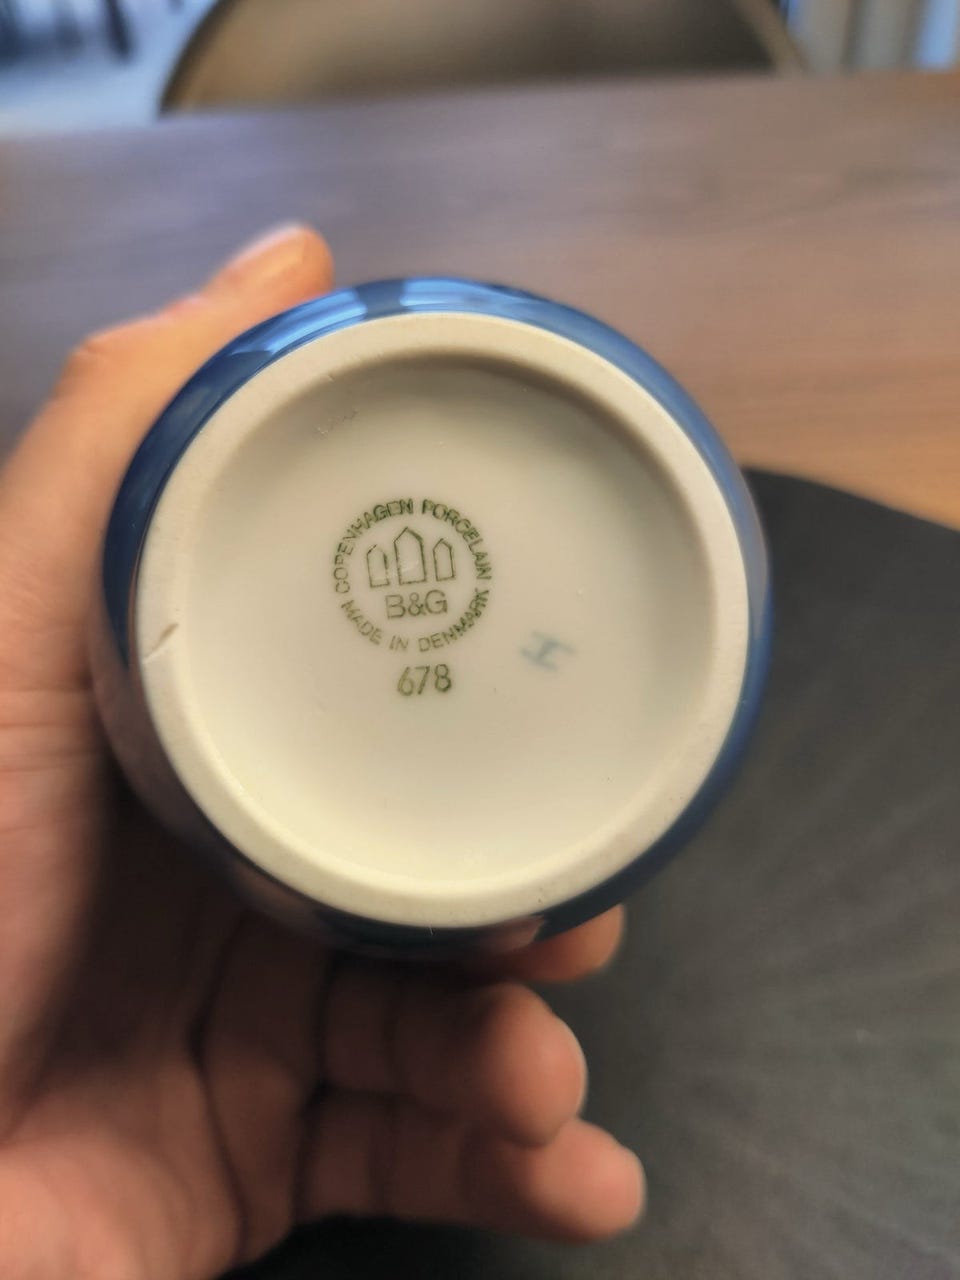 COPENHAGEN PORCELAIN
B&G
MADE IN DENMARK
678
H